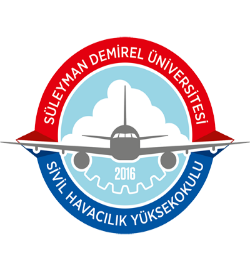 SÜLEYMAN DEMİREL ÜNİVERSİTESİ
2016
SİVİL HAVACILIK YÜKSEKOKULU